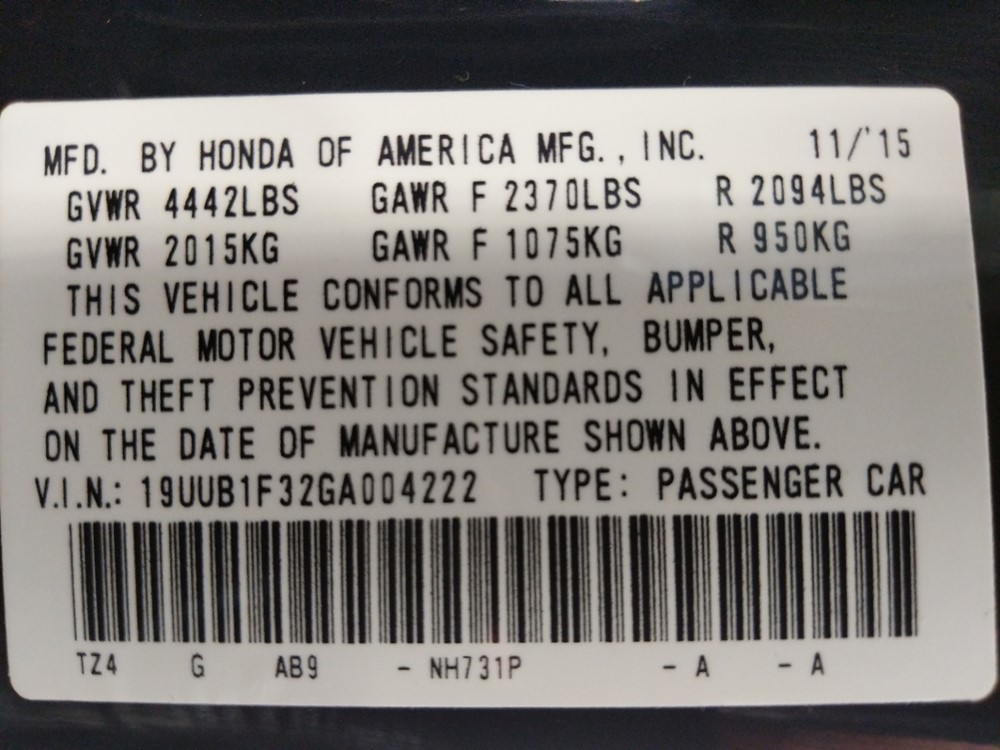 MFD. BY HONDA OF AMERICA MFG., INC. 11/'15
GVWR 4442LBS GAWR F 2370LBS R 2094LBS
GVWR 2015KG GAWR F 1075KG R 950KG
THIS VEHICLE CONFORMS TO ALL APPLICABLE
FEDERAL MOTOR VEHICLE SAFETY, BUMPER,
AND THEFT PREVENTION STANDARDS IN EFFECT
ON THE DATE OF MANUFACTURE SHOWN ABOVE.
V.I.N.: 19UUB1F32GA004222 TYPE: PASSENGER CAR
TZ4 G AB9 - NH731P - A - A